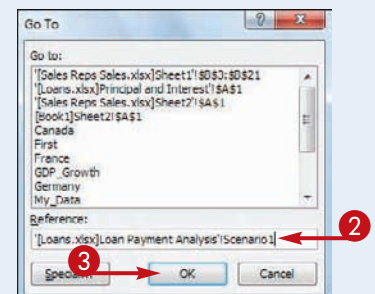 Go To
Go to:
'[Sales Reps Sales.xlsx]Sheet1'!$B$3:$B$21
'[Loans.xlsx]Principal and Interest'!$A$1
'[Sales Reps Sales.xlsx]Sheet2'!$A$1
[Book1]Sheet2!$A$1
Canada
First
France
GDP_Growth
Germany
My_Data
Reference:
'[Loans.xlsx]Loan Payment Analysis'!Scenario1
2
3
OK
Cancel